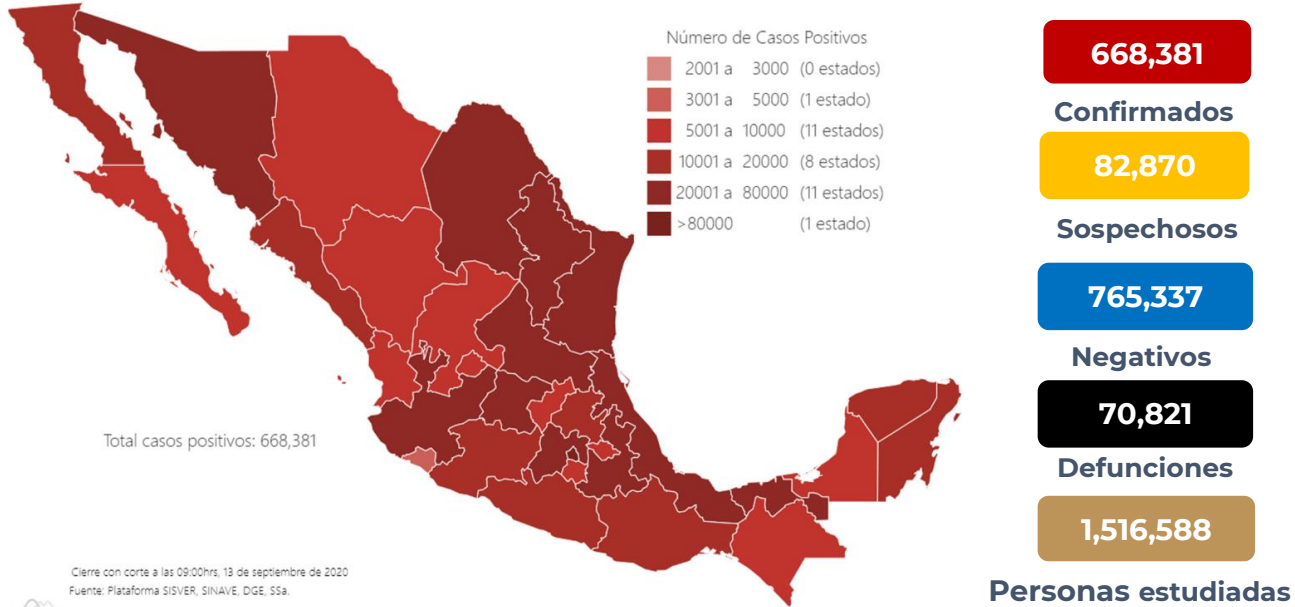 Número de Casos Positivos
2001 a 3000 (0 estados)
3001 a 5000 (1 estado)
5001 a 10000 (11 estados)
10001 a 20000 (8 estados)
20001 a 80000 (11 estados)
>80000 (1 estado)
Total casos positivos: 668,381
Cierre con corte a las 09:00hrs, 13 de septiembre de 2020
Fuente: Plataforma SISVER, SINAVE, DGE, SSa.
668,381
Confirmados
82,870
Sospechosos
765,337
Negativos
70,821
Defunciones
1,516,588
Personas estudiadas